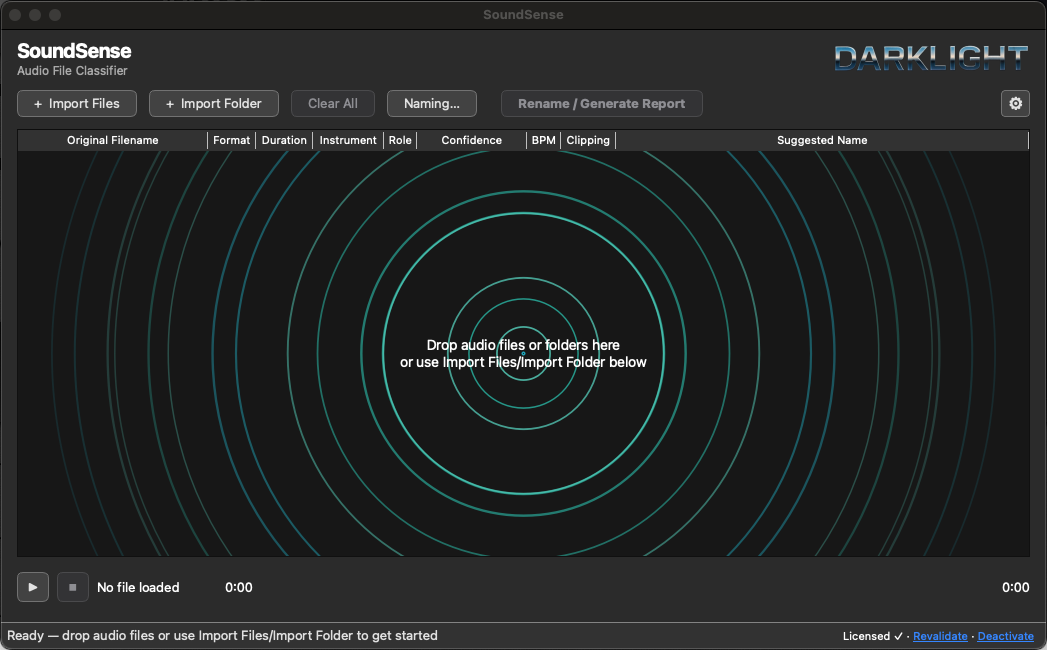 SoundSense
SoundSense
Audio File Classifier
DARKLIGHT
+ Import Files
+ Import Folder
Clear All
Naming...
Rename / Generate Report
Original Filename
Format
Duration
Instrument
Role
Confidence
BPM
Clipping
Suggested Name
Drop audio files or folders here
or use Import Files/Import Folder below
No file loaded
0:00
0:00
Ready — drop audio files or use Import Files/Import Folder to get started
Licensed ✓ · Revalidate · Deactivate